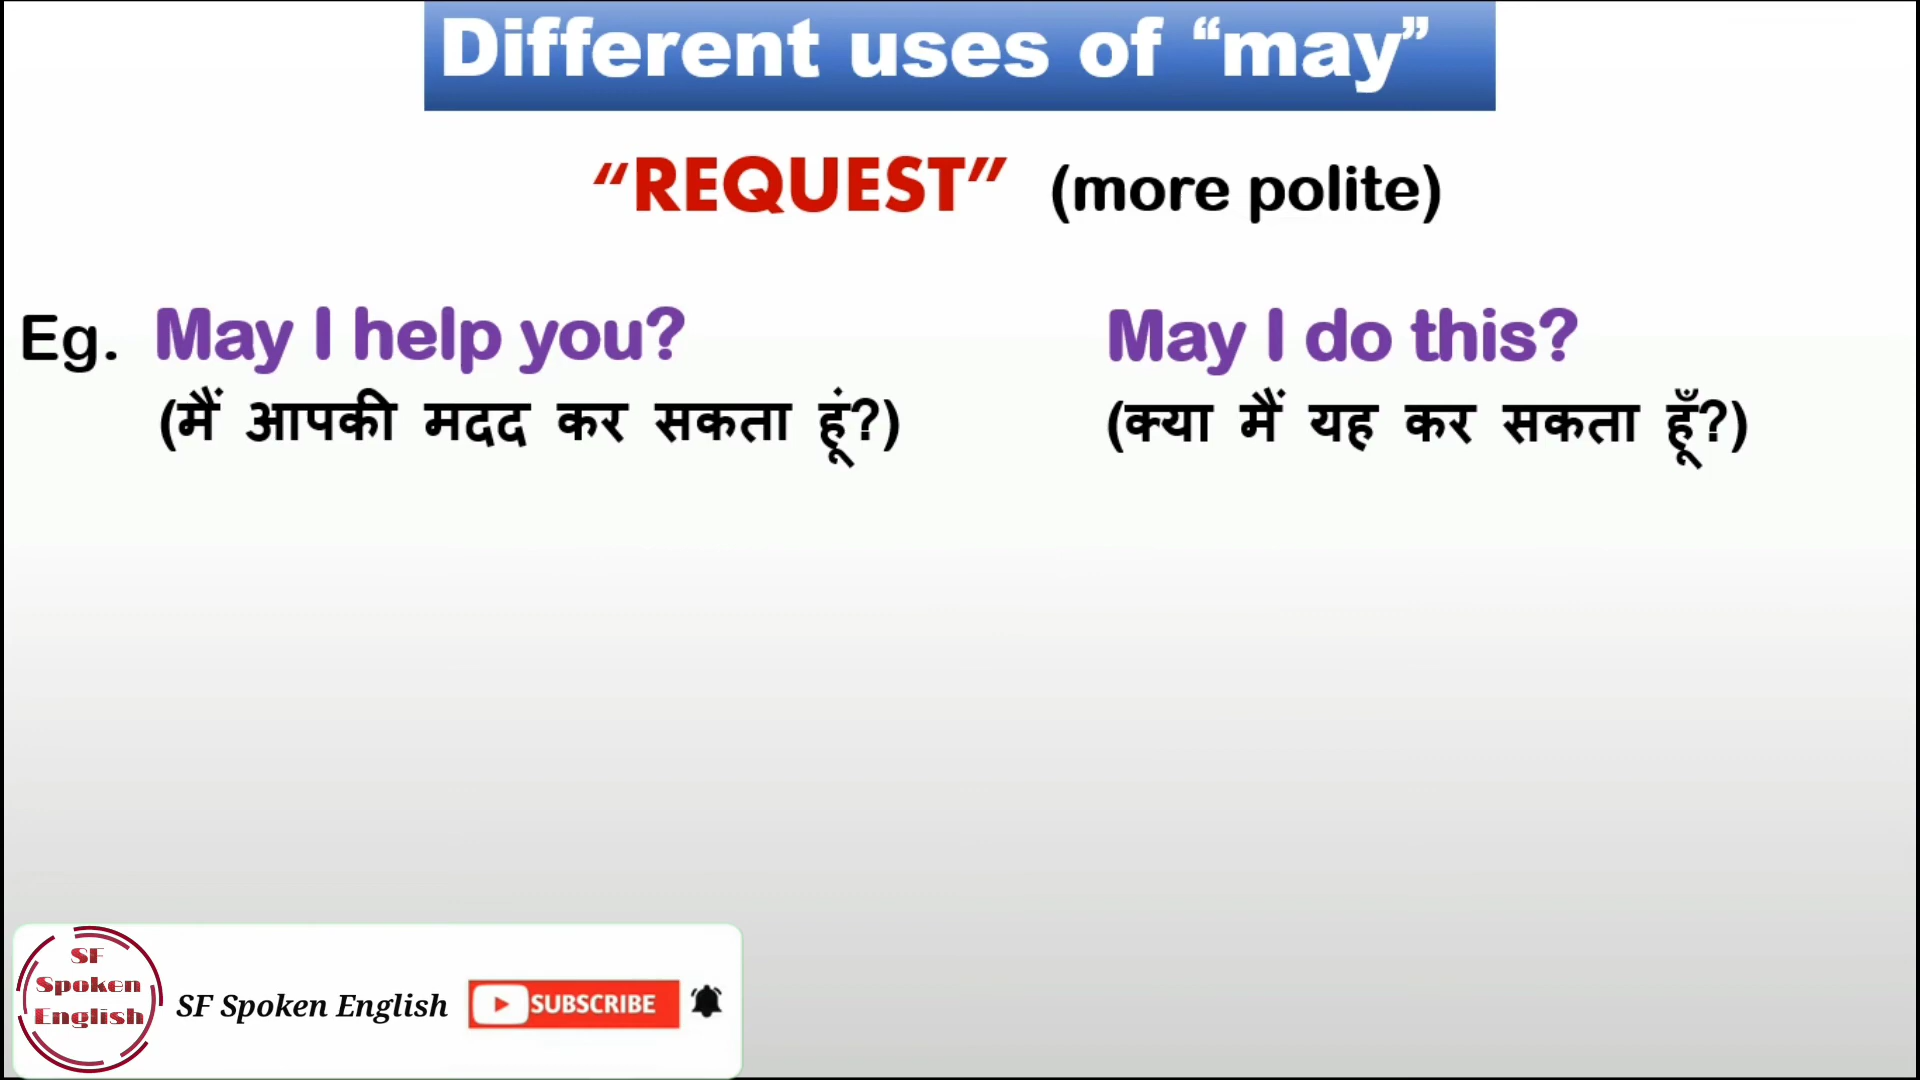 Different uses of “may”
“REQUEST” (more polite)
Eg. May I help you? May I do this?
(मैं आपकी मदद कर सकता हूं?) (क्या मैं यह कर सकता हूँ?)
SF
Spoken
English
SF Spoken English SUBSCRIBE